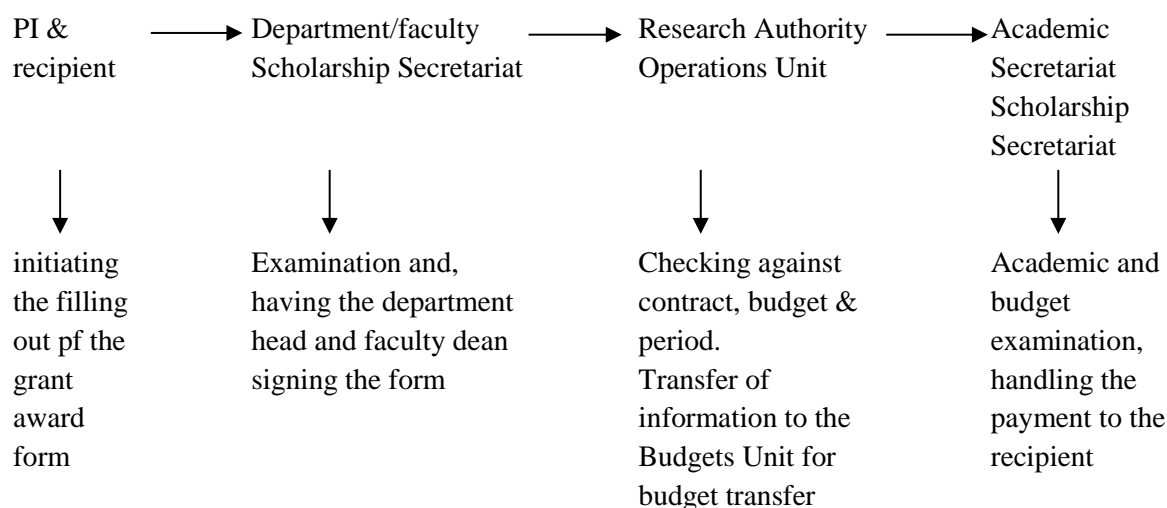 PI &
recipient
Department/faculty
Scholarship Secretariat
Research Authority
Operations Unit
Academic
Secretariat
Scholarship
Secretariat
initiating
the filling
out pf the
grant
award
form
Examination and,
having the department
head and faculty dean
signing the form
Checking against
contract, budget &
period.
Transfer of
information to the
Budgets Unit for
budget transfer
Academic and
budget
examination,
handling the
payment to the
recipient